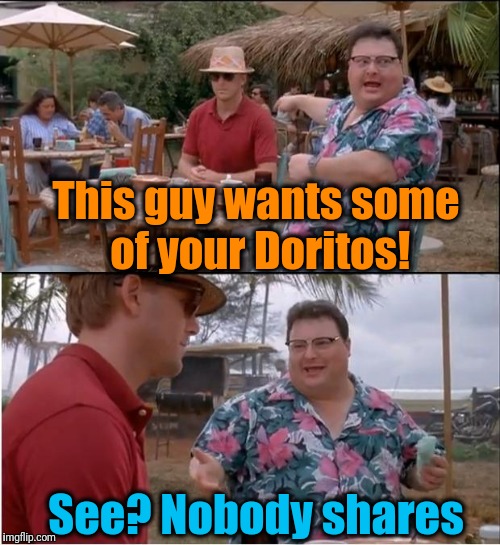 This guy wants some
of your Doritos!
See? Nobody shares
imgflip.com